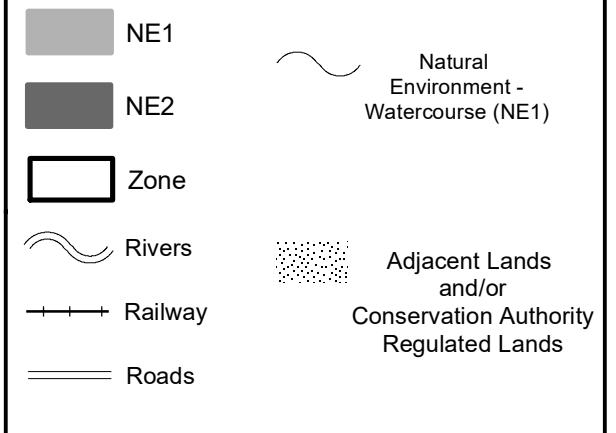 NE1
NE2
Zone
Rivers
Railway
Roads
Natural
Environment -
Watercourse (NE1)
Adjacent Lands
and/or
Conservation Authority
Regulated Lands